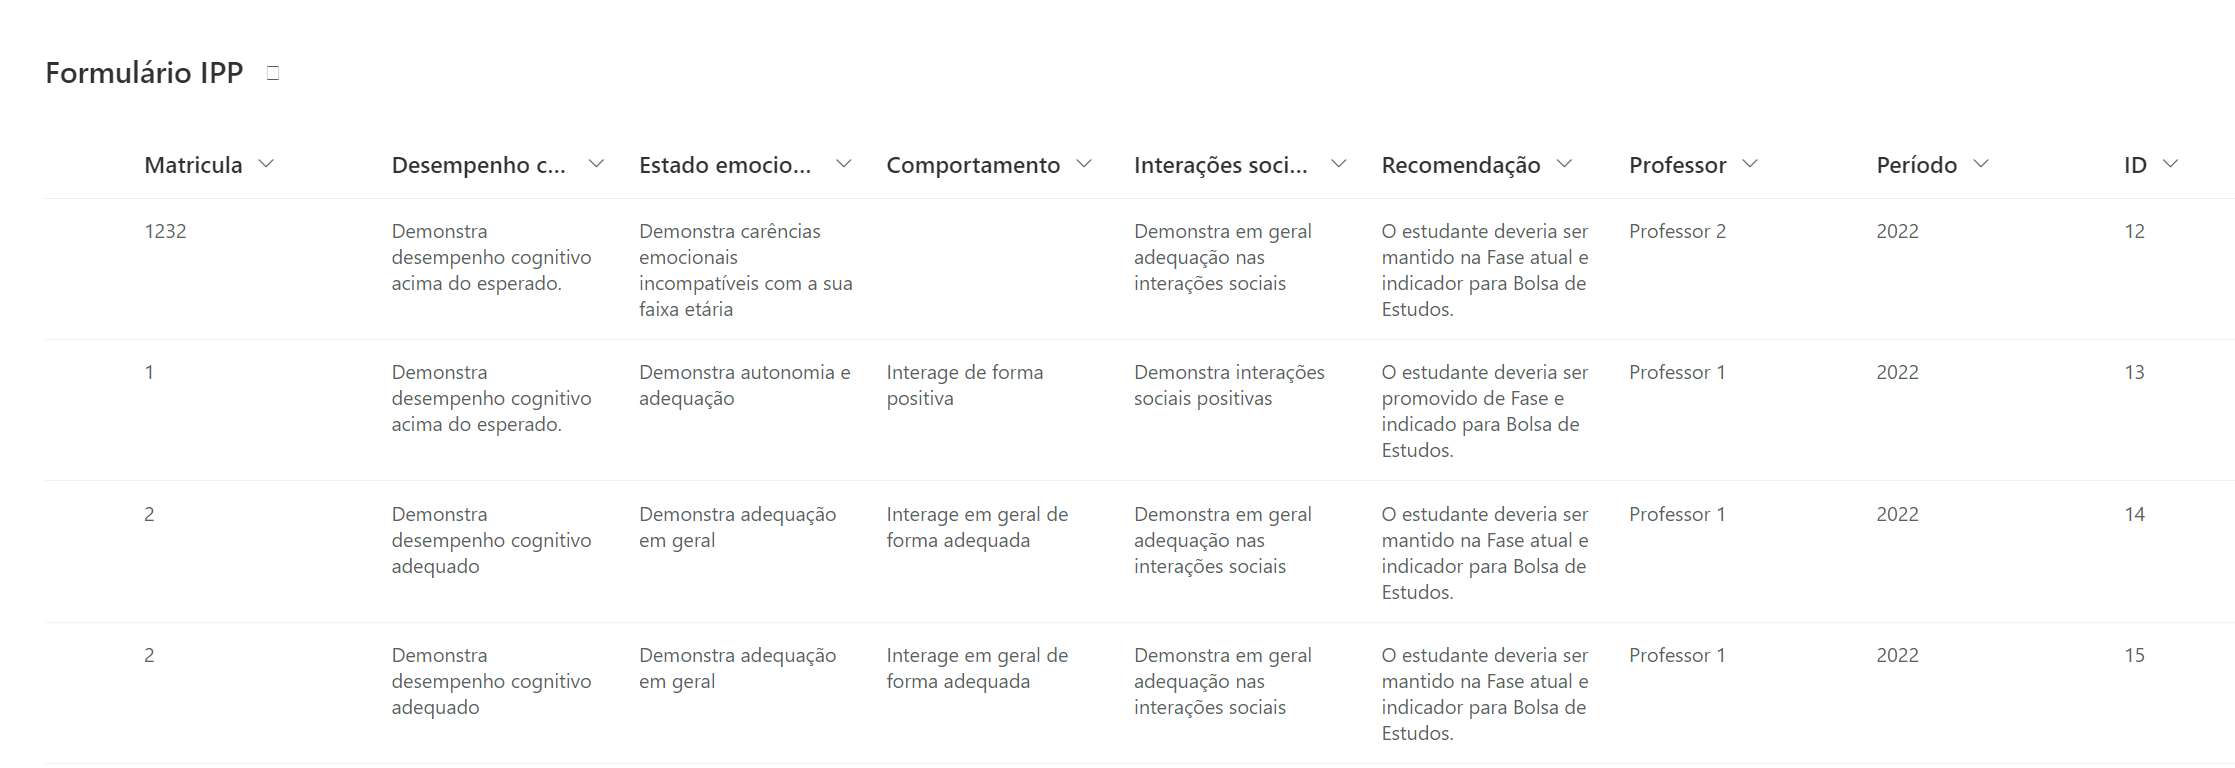 Formulário IPP
Matricula Desempenho c... Estado emocio... Comportamento Interações soci... Recomendação Professor Período ID
1232 Demonstra Demonstra carências Demonstra em geral O estudante deveria ser Professor 2 2022 12
desempenho cognitivo emocionais adequação nas mantido na Fase atual e
acima do esperado. incompatíveis com a sua interações sociais indicador para Bolsa de
faixa etária Estudos.
1 Demonstra Demonstra autonomia e Interage de forma Demonstra interações O estudante deveria ser Professor 1 2022 13
desempenho cognitivo adequação positiva sociais positivas promovido de Fase e
acima do esperado. indicado para Bolsa de
Estudos.
2 Demonstra Demonstra adequação Interage em geral de Demonstra em geral O estudante deveria ser Professor 1 2022 14
desempenho cognitivo em geral forma adequada adequação nas mantido na Fase atual e
adequado interações sociais indicador para Bolsa de
Estudos.
2 Demonstra Demonstra adequação Interage em geral de Demonstra em geral O estudante deveria ser Professor 1 2022 15
desempenho cognitivo em geral forma adequada adequação nas mantido na Fase atual e
adequado interações sociais indicador para Bolsa de
Estudos.